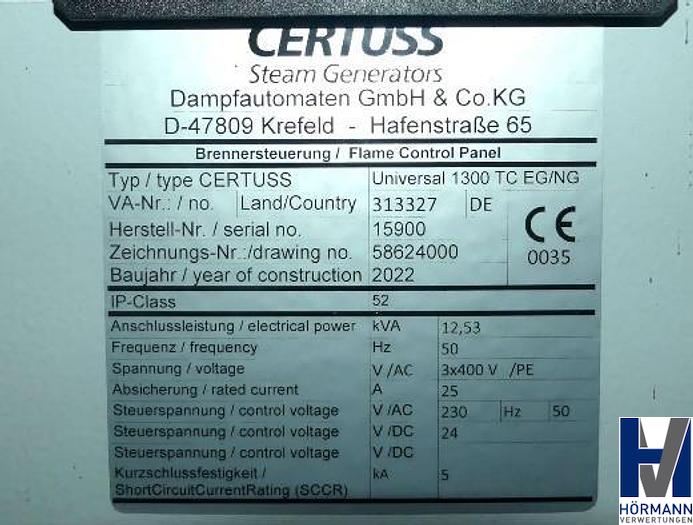 CERTUSS
Steam Generators
Dampfautomaten GmbH & Co.KG
D-47809 Krefeld - Hafenstraße 65
Brennersteuerung / Flame Control Panel
Typ / type CERTUSS Universal 1300 TC EG/NG
VA-Nr.: / no. Land/Country 313327 DE
Herstell-Nr. / serial no. 15900
Zeichnungs-Nr.:/drawing no. 58624000
Baujahr / year of construction 2022
CE
0035
IP-Class 52
Anschlussleistung / electrical power kVA 12,53
Frequenz / frequency Hz 50
Spannung / voltage V /AC 3x400 V /PE
Absicherung / rated current A 25
Steuerspannung / control voltage V /AC 230 Hz 50
Steuerspannung / control voltage V /DC 24
Steuerspannung / control voltage V /DC
Kurzschlussfestigkeit / kA 5
ShortCircuitCurrentRating (SCCR)
HV
HÖRMANN
VERWERTUNGEN